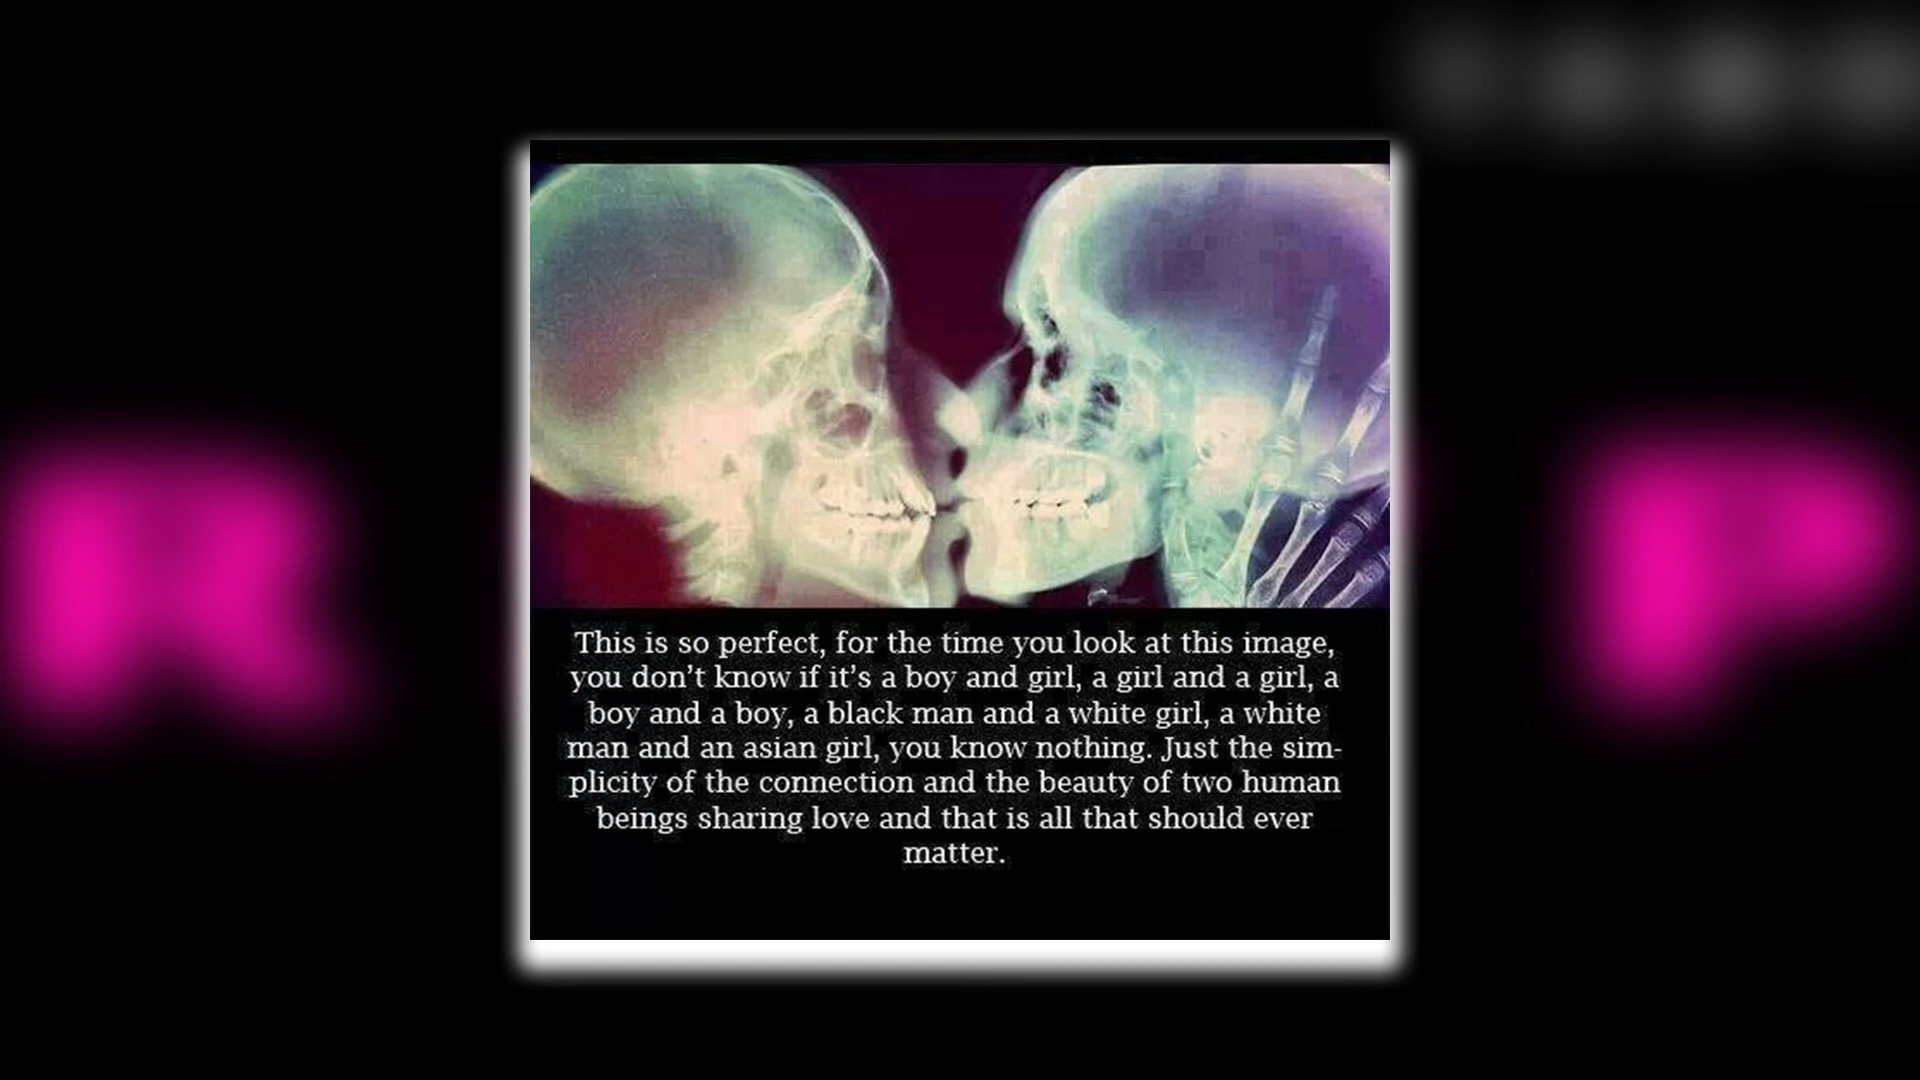 This is so perfect, for the time you look at this image,
you don’t know if it’s a boy and girl, a girl and a girl, a
boy and a boy, a black man and a white girl, a white
man and an asian girl, you know nothing. Just the sim-
plicity of the connection and the beauty of two human
beings sharing love and that is all that should ever
matter.